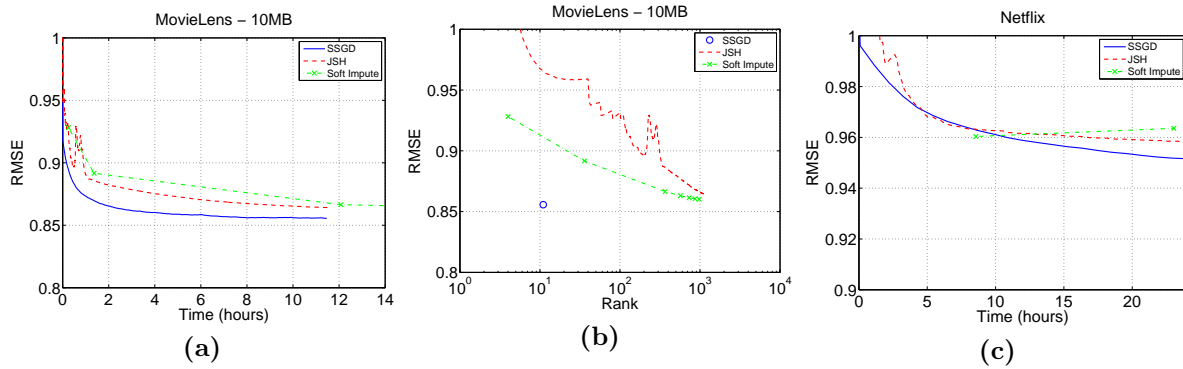 MovieLens − 10MB
1
0.95
0.9
0.85
0.8
RMSE
0 2 4 6 8 10 12 14
Time (hours)
SSGD
JSH
Soft Impute
(a)
MovieLens − 10MB
1
0.95
0.9
0.85
0.8
RMSE
10^0 10^1 10^2 10^3 10^4
Rank
SSGD
JSH
Soft Impute
(b)
Netflix
1
0.98
0.96
0.94
0.92
0.9
RMSE
0 5 10 15 20
Time (hours)
SSGD
JSH
Soft Impute
(c)